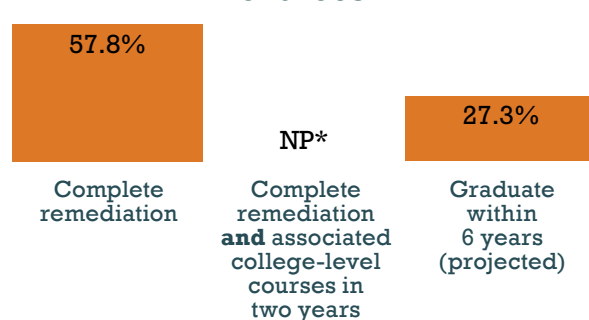 57.8%
NP*
27.3%
Complete
remediation
Complete
remediation
and associated
college-level
courses in
two years
Graduate
within
6 years
(projected)